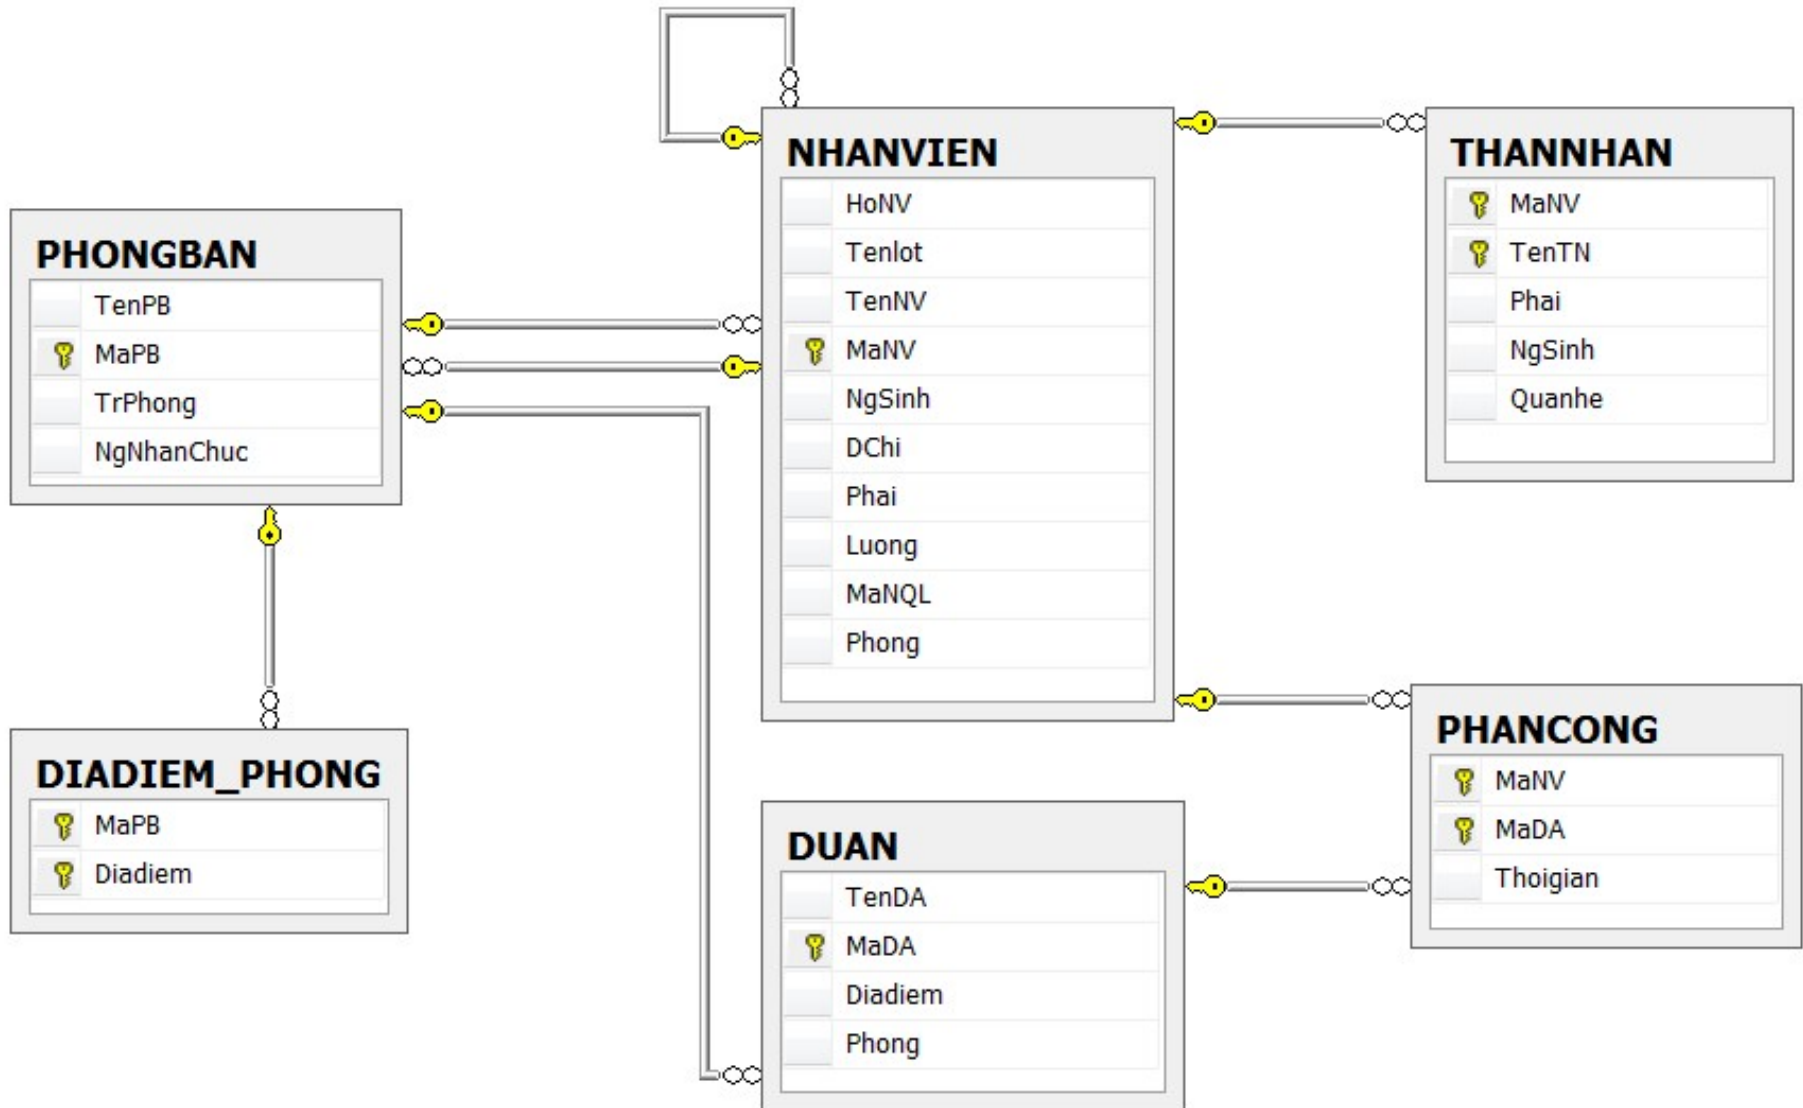 NHANVIEN
HoNV
Tenlot
TenNV
MaNV
NgSinh
DChi
Phai
Luong
MaNQL
Phong
THANNHAN
MaNV
TenTN
Phai
NgSinh
Quanhe
PHONGBAN
TenPB
MaPB
TrPhong
NgNhanChuc
DIADIEM_PHONG
MaPB
Diadiem
DUAN
TenDA
MaDA
Diadiem
Phong
PHANCONG
MaNV
MaDA
Thoigian